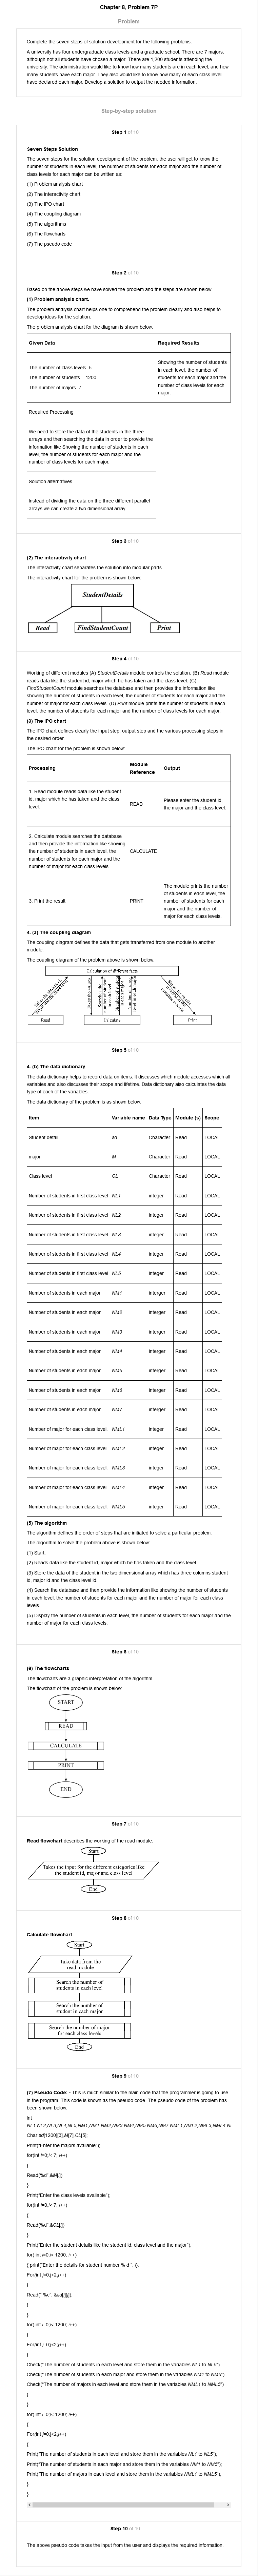 Chapter 8, Problem 7P
Problem
Complete the seven steps of solution development for the following problems.
A university has four undergraduate class levels and a graduate school. There are 7 majors,
although not all students have chosen a major. There are 1,200 students attending the
university. The administration would like to know how many students are in each level, and how
many students have each major. They also would like to know how many of each class level
have declared each major. Develop a solution to output the needed information.
Step-by-step solution
Step 1 of 10
Seven Steps Solution
The seven steps for the solution development of the problem, the user will get to know the
number of students in each level, the number of students for each major and the number of
class levels for each major can be written as:
(1) Problem analysis chart
(2) The interactivity chart
(3) The IPO chart
(4) The coupling diagram
(5) The algorithms
(6) The flowcharts
(7) The pseudo code
Step 2 of 10
Based on the above steps we have solved the problem and the steps are shown below: -
(1) Problem analysis chart.
The problem analysis chart helps one to comprehend the problem clearly and also helps to
develop ideas for the solution.
The problem analysis chart for the diagram is shown below:
Given Data
Required Results
The number of class levels=5
The number of students = 1200
The number of majors=7
Showing the number of students
in each level, the number of
students for each major and the
number of class levels for each
major.
Required Processing
We need to store the data of the students in the three
arrays and then searching the data in order to provide the
information like Showing the number of students in each
level, the number of students for each major and the
number of class levels for each major.
Solution alternatives
Instead of dividing the data on the three different parallel
arrays we can create a two dimensional array
Step 3 of 10
(2) The interactivity chart
The interactivity chart separates the solution into modular parts.
The interactivity chart for the problem is shown below:
StudentDetails
Read
FindStudentCount
Print
Step 4 of 10
Working of different modules (A) StudentDetails module controls the solution. (B) Read module
reads data like the student id, major which he has taken and the class level. (C)
FindStudentCount module searches the database and then provides the information like
showing the number of students in each level, the number of students for each major and the
number of major for each class levels. (D) Print module prints the number of students in each
level, the number of students for each major and the number of class levels for each major.
(3) The IPO chart
The IPO chart defines clearly the input step, output step and the various processing steps in
the desired order.
The IPO chart for the problem is shown below:
Processing
Module
Reference
Output
1. Read module reads data like the student
id, major which he has taken and the class
level.
READ
Please enter the student id,
the major and the class level
2. Calculate module searches the database
and then provide the information like showing
the number of students in each level, the
number of students for each major and the
number of major for each class levels.
CALCULATE
3. Print the result
PRINT
The module prints the number
of students in each level, the
number of students for each
major and the number of
major for each class levels.
4. (a) The coupling diagram
The coupling diagram defines the data that gets transferred from one module to another
module.
The coupling diagram of the problem above is shown below:
Calculation of different facts
Read
Calculate
Print
Step 5 of 10
4. (b) The data dictionary
The data dictionary helps to record data on items. It discusses which module accesses which all
variables and also discusses their scope and lifetime. Data dictionary also calculates the data
type of each of the variables.
The data dictionary of the problem is as shown below:
Item Variable name Data Type Module (s) Scope
Student detail sd Character Read LOCAL
major M Character Read LOCAL
Class level CL Character Read LOCAL
Number of students in first class level NL1 integer Read LOCAL
Number of students in first class level NL2 integer Read LOCAL
Number of students in first class level NL3 integer Read LOCAL
Number of students in first class level NL4 integer Read LOCAL
Number of students in first class level NL5 integer Read LOCAL
Number of students in each major NM1 interger Read LOCAL
Number of students in each major NM2 interger Read LOCAL
Number of students in each major NM3 interger Read LOCAL
Number of students in each major NM4 interger Read LOCAL
Number of students in each major NM5 interger Read LOCAL
Number of students in each major NM6 interger Read LOCAL
Number of students in each major NM7 interger Read LOCAL
Number of major for each class level NML1 integer Read LOCAL
Number of major for each class level. NML2 integer Read LOCAL
Number of major for each class level. NML3 integer Read LOCAL
Number of major for each class level. NML4 integer Read LOCAL
Number of major for each class level. NML5 integer Read LOCAL
(5) The algorithm
The algorithm defines the order of steps that are initiated to solve a particular problem.
The algorithm to solve the problem above is shown below:
(1) Start.
(2) Reads data like the student id, major which he has taken and the class level.
(3) Store the data of the student in the two dimensional array which has three columns student
id, major id and the class level id.
(4) Search the database and then provide the information like showing the number of students
in each level, the number of students for each major and the number of major for each class
levels.
(5) Display the number of students in each level, the number of students for each major and the
number of major for each class levels.
Step 6 of 10
(6) The flowcharts
The flowcharts are a graphic interpretation of the algorithm.
The flowchart of the problem is shown below:
START
READ
CALCULATE
PRINT
END
Step 7 of 10
Read flowchart describes the working of the read module.
Start
Takes the input for the different categories like
the student id, major and class level
End
Step 8 of 10
Calculate flowchart
Start
Take data from the
read module
Search the number of
students in each level
Search the number of
students in each major
Search the number of major
for each class levels
End
Step 9 of 10
(7) Pseudo Code: - This is much similar to the main code that the programmer is going to use
in the program. This code is known as the pseudo code. The pseudo code of the problem has
been shown below.
Int
NL1,NL2,NL3,NL4,NL5,NM1,NM1,NM2,NM3,NM4,NM5,NM6,NM7,NML1,NML2,NML3,NML4,N
Char sd[1200][3],M[7],CL[5];
Print("Enter the majors available");
for(int i=0;i< 7; i++)
{
Read(%d",&M[i])
}
Print("Enter the class levels available");
for(int i=0;i< 7; i++)
{
Read(%d",&CL[i])
}
Print("Enter the student details like the student id, class level and the major");
for( int i=0;i< 1200; i++)
{ print("Enter the details for student number % d ", i);
For(int j=0;j<2;j++)
{
Read(" %c", &sd[i][j]);
}
}
for( int i=0;i< 1200; i++)
{
For(int j=0;j<2;j++)
{
Check("The number of students in each level and store them in the variables NL1 to NL5")
Check("The number of students in each major and store them in the variables NM1 to NM5")
Check("The number of majors in each level and store them in the variables NML1 to NML5")
}
}
for( int i=0;i< 1200; i++)
{
For(int j=0;j<2;j++)
{
Print("The number of students in each level and store them in the variables NL1 to NL5");
Print("The number of students in each major and store them in the variables NM1 to NM5");
Print("The number of majors in each level and store them in the variables NML1 to NML5");
}
}
Step 10 of 10
The above pseudo code takes the input from the user and displays the required information.